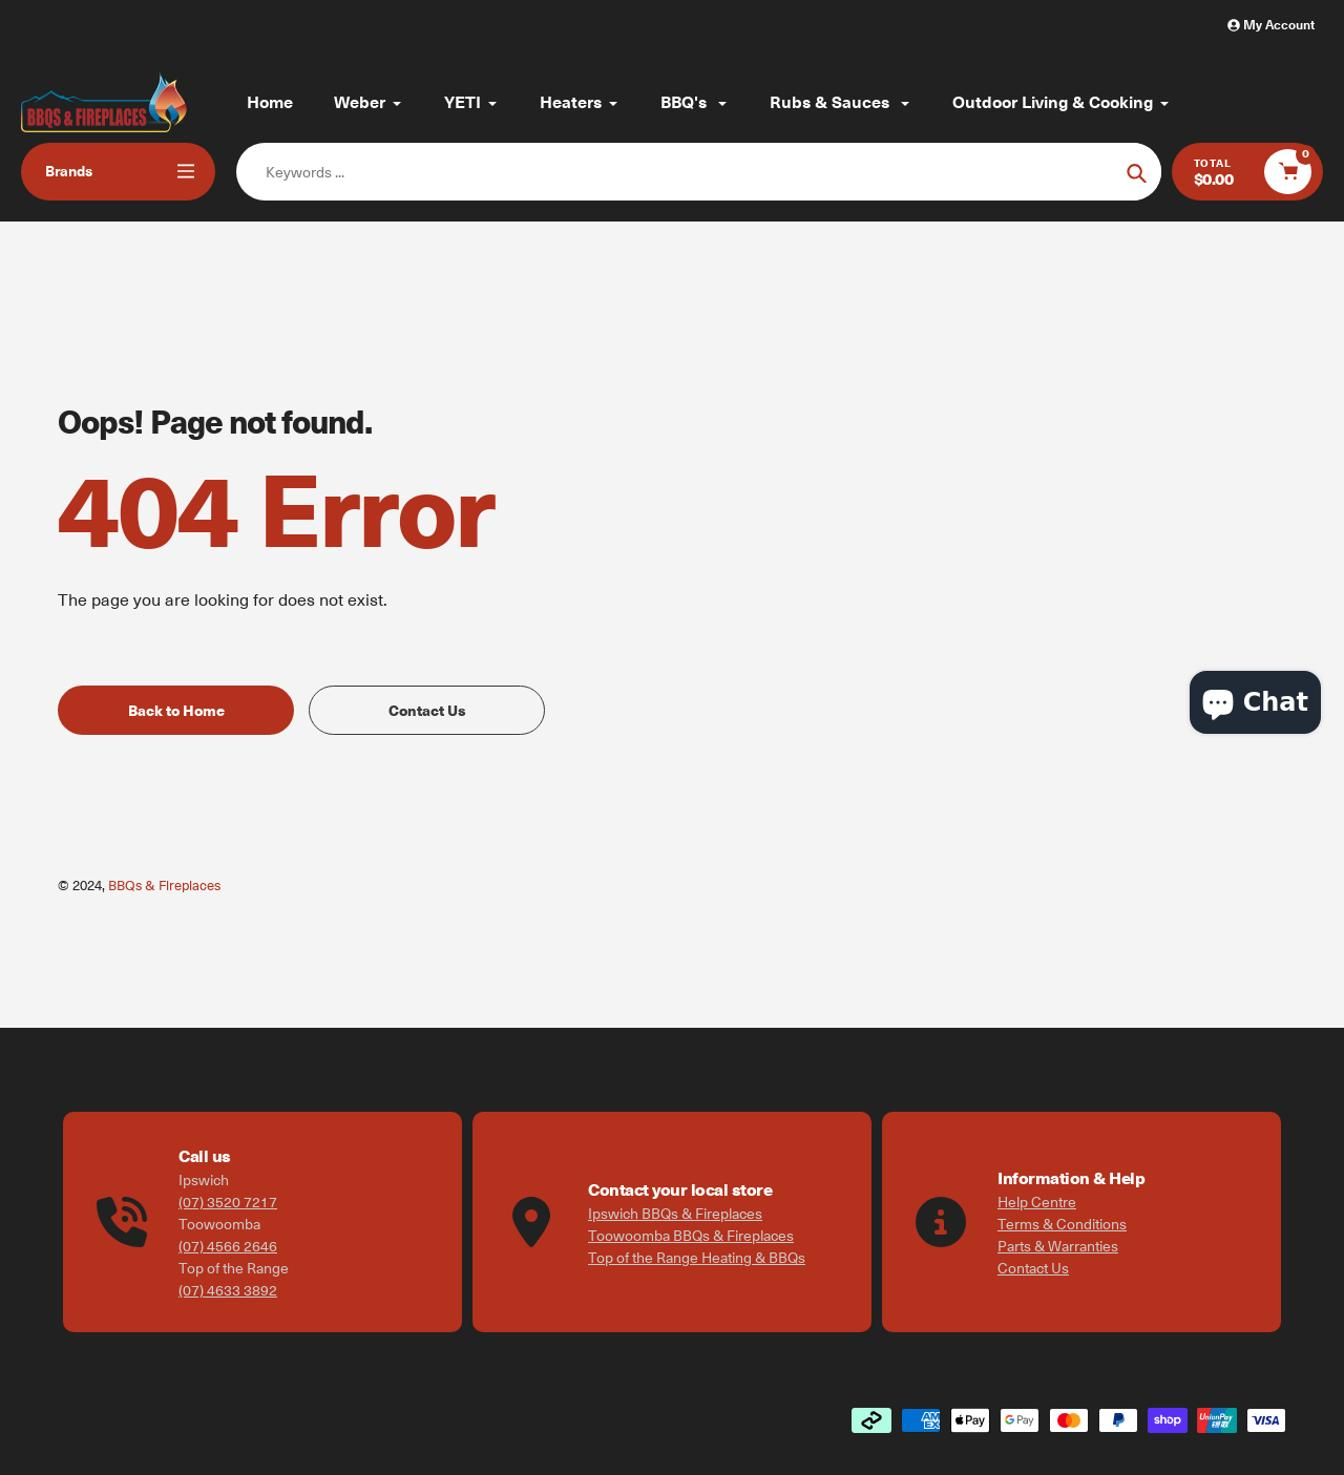 My Account
BBQS & FIREPLACES
Home
Weber
YETI
Heaters
BBQ's
Rubs & Sauces
Outdoor Living & Cooking
Brands
Keywords ...
TOTAL
$0.00
0
Oops! Page not found.
404 Error
The page you are looking for does not exist.
Back to Home
Contact Us
Chat
© 2024, BBQs & FIreplaces
Call us
Ipswich
(07) 3520 7217
Toowoomba
(07) 4566 2646
Top of the Range
(07) 4633 3892
Contact your local store
Ipswich BBQs & Fireplaces
Toowoomba BBQs & Fireplaces
Top of the Range Heating & BBQs
Information & Help
Help Centre
Terms & Conditions
Parts & Warranties
Contact Us
AM
EX
Pay
G Pay
shop
UnionPay
银联
VISA